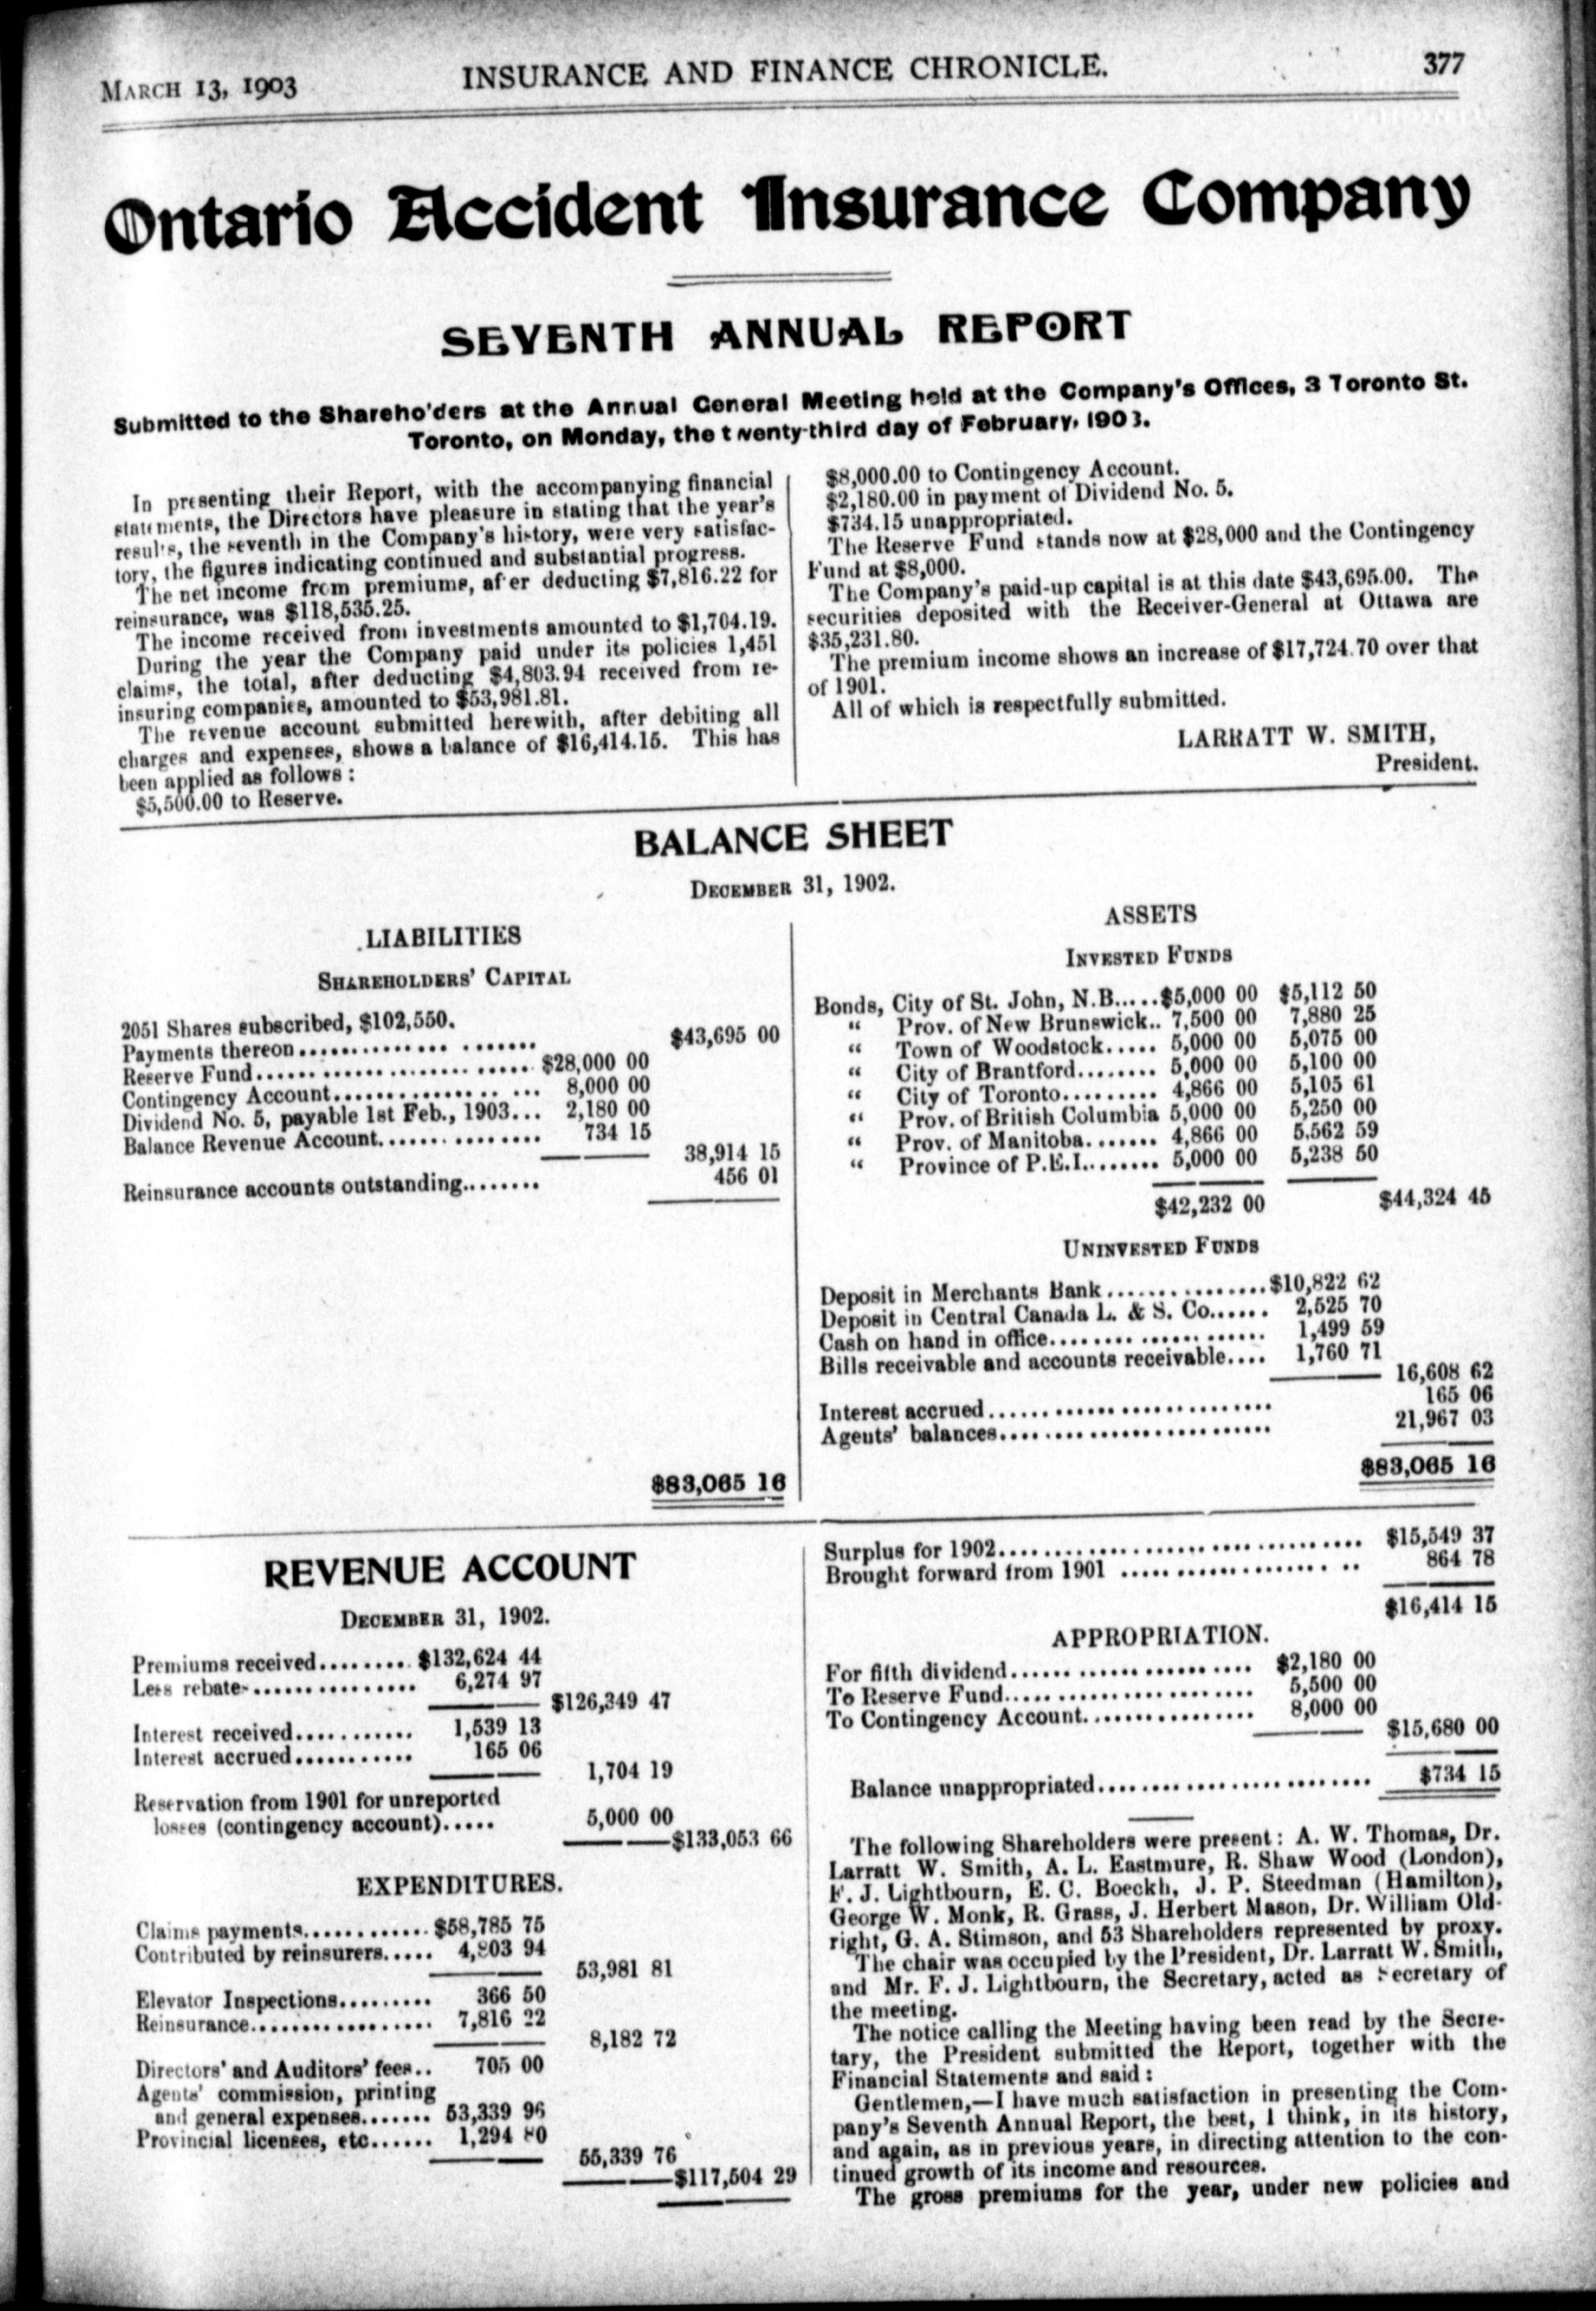 MARCH 13, 1903
INSURANCE AND FINANCE CHRONICLE.
377
Ontario Accident Insurance Company
SEVENTH ANNUAL REPORT
Submitted to the Shareho'ders at the Annual General Meeting held at the Company's Offices, 3 Toronto St.
Toronto, on Monday, the twenty-third day of February, 1903.
In presenting their Report, with the accompanying financial
statements, the Directors have pleasure in stating that the year's
results, the seventh in the Company's history, were very satisfac-
tory, the figures indicating continued and substantial progress.
The net income from premiums, after deducting $7,816.22 for
reinsurance, was $118,535.25.
The income received from investments amounted to $1,704.19.
During the year the Company paid under its policies 1,451
claims, the total, after deducting $4,803.94 received from re-
insuring companies, amounted to $53,981.81.
The revenue account submitted herewith, after debiting all
charges and expenses, shows a balance of $16,414.15. This has
been applied as follows :
$5,500.00 to Reserve.
$8,000.00 to Contingency Account.
$2,180.00 in payment of Dividend No. 5.
$734.15 unappropriated.
The Reserve Fund stands now at $28,000 and the Contingency
Fund at $8,000.
The Company's paid-up capital is at this date $43,695.00. The
securities deposited with the Receiver-General at Ottawa are
$35,231.80.
The premium income shows an increase of $17,724.70 over that
of 1901.
All of which is respectfully submitted.
LARRATT W. SMITH,
President.
BALANCE SHEET
DECEMBER 31, 1902.
LIABILITIES
SHAREHOLDERS' CAPITAL
2051 Shares subscribed, $102,550.
Payments thereon.............. ....... $43,695 00
Reserve Fund...... ............ ........ ..... $28,000 00
Contingency Account............... .. ... 8,000 00
Dividend No. 5, payable 1st Feb., 1903... 2,180 00
Balance Revenue Account...... ......... 734 15
38,914 15
Reinsurance accounts outstanding........ 456 01
$83,065 16
ASSETS
INVESTED FUNDS
Bonds, City of St. John, N.B.....$5,000 00 $5,112 50
“ Prov. of New Brunswick.. 7,500 00 7,880 25
“ Town of Woodstock..... 5,000 00 5,075 00
“ City of Brantford........ 5,000 00 5,100 00
“ City of Toronto......... 4,866 00 5,105 61
“ Prov. of British Columbia 5,000 00 5,250 00
“ Prov. of Manitoba....... 4,866 00 5.562 59
“ Province of P.E.I........ 5,000 00 5,238 50
$42,232 00 $44,324 45
UNINVESTED FUNDS
Deposit in Merchants Bank................$10,822 62
Deposit in Central Canada L. & S. Co...... 2,525 70
Cash on hand in office........ ...... ...... 1,499 59
Bills receivable and accounts receivable.... 1,760 71
16,608 62
Interest accrued........................... 165 06
Agents' balances.......................... 21,967 03
$83,065 16
REVENUE ACCOUNT
DECEMBER 31, 1902.
Premiums received......... $132,624 44
Less rebates............... 6,274 97
$126,349 47
Interest received........... 1,539 13
Interest accrued........... 165 06
1,704 19
Reservation from 1901 for unreported
losses (contingency account)..... 5,000 00
$133,053 66
EXPENDITURES.
Claims payments............ $58,785 75
Contributed by reinsurers..... 4,803 94
53,981 81
Elevator Inspections......... 366 50
Reinsurance................. 7,816 22
8,182 72
Directors' and Auditors' fees.. 705 00
Agents' commission, printing
and general expenses....... 53,339 96
Provincial licenses, etc...... 1,294 80
55,339 76
$117,504 29
Surplus for 1902.................................. $15,549 37
Brought forward from 1901 ..... .............. .. 864 78
$16,414 15
APPROPRIATION.
For fifth dividend...... ................. $2,180 00
To Reserve Fund..... .................... 5,500 00
To Contingency Account................. 8,000 00
$15,680 00
Balance unappropriated......................... $734 15
The following Shareholders were present : A. W. Thomas, Dr.
Larratt W. Smith, A. L. Eastmure, R. Shaw Wood (London),
F. J. Lightbourn, E. C. Boeckh, J. P. Steedman (Hamilton),
George W. Monk, R. Grass, J. Herbert Mason, Dr. William Old-
right, G. A. Stimson, and 53 Shareholders represented by proxy.
The chair was occupied by the President, Dr. Larratt W. Smith,
and Mr. F. J. Lightbourn, the Secretary, acted as Secretary of
the meeting.
The notice calling the Meeting having been read by the Secre-
tary, the President submitted the Report, together with the
Financial Statements and said :
Gentlemen,—I have much satisfaction in presenting the Com-
pany's Seventh Annual Report, the best, I think, in its history,
and again, as in previous years, in directing attention to the con-
tinued growth of its income and resources.
The gross premiums for the year, under new policies and